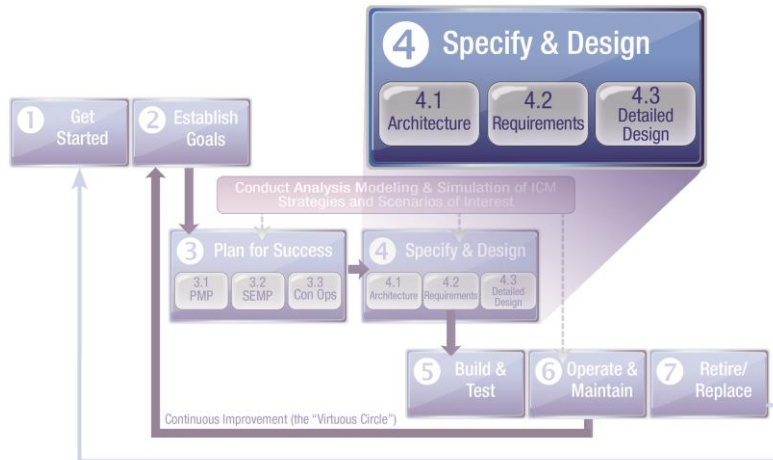 4 Specify & Design
4.1
Architecture
4.2
Requirements
4.3
Detailed
Design
1 Get
Started
2 Establish
Goals
Conduct Analysis Modeling & Simulation of ICM
Strategies and Scenarios of Interest
3 Plan for Success
3.1
PMP
3.2
SEMP
3.3
Con Ops
4 Specify & Design
4.1
Architecture
4.2
Requirements
4.3
Detailed
Design
5 Build &
Test
6 Operate &
Maintain
7 Retire/
Replace
Continuous Improvement (the “Virtuous Circle”)